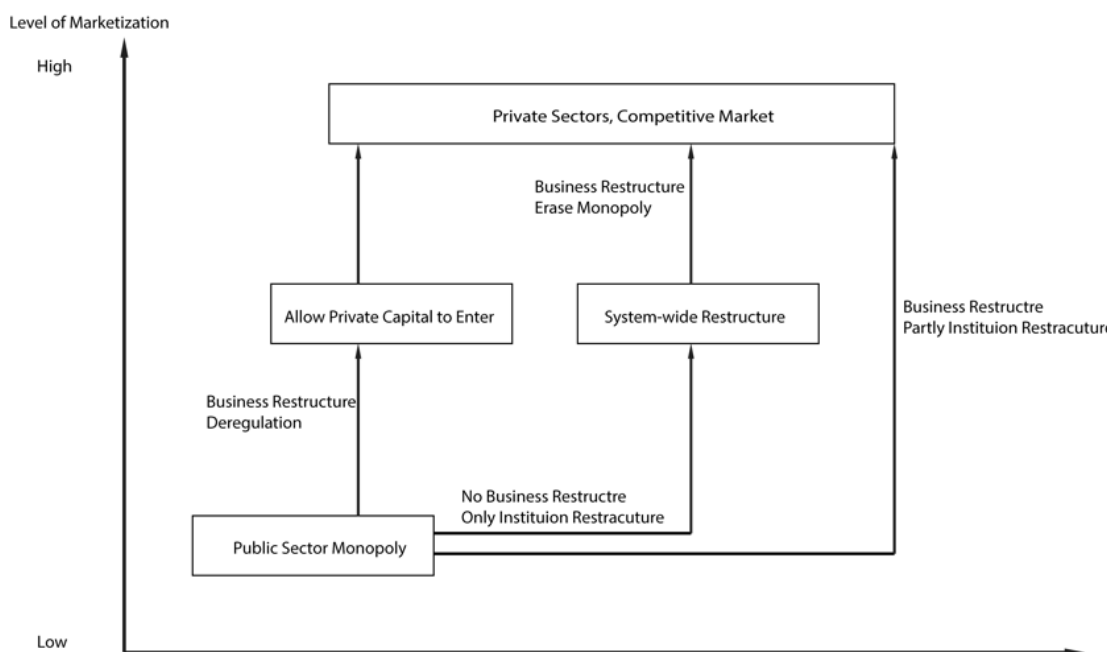 Level of Marketization
High
Private Sectors, Competitive Market
Business Restructure
Erase Monopoly
Allow Private Capital to Enter
System-wide Restructure
Business Restructre
Partly Instituion Restracuture
Business Restructure
Deregulation
No Business Restructre
Only Instituion Restracuture
Public Sector Monopoly
Low